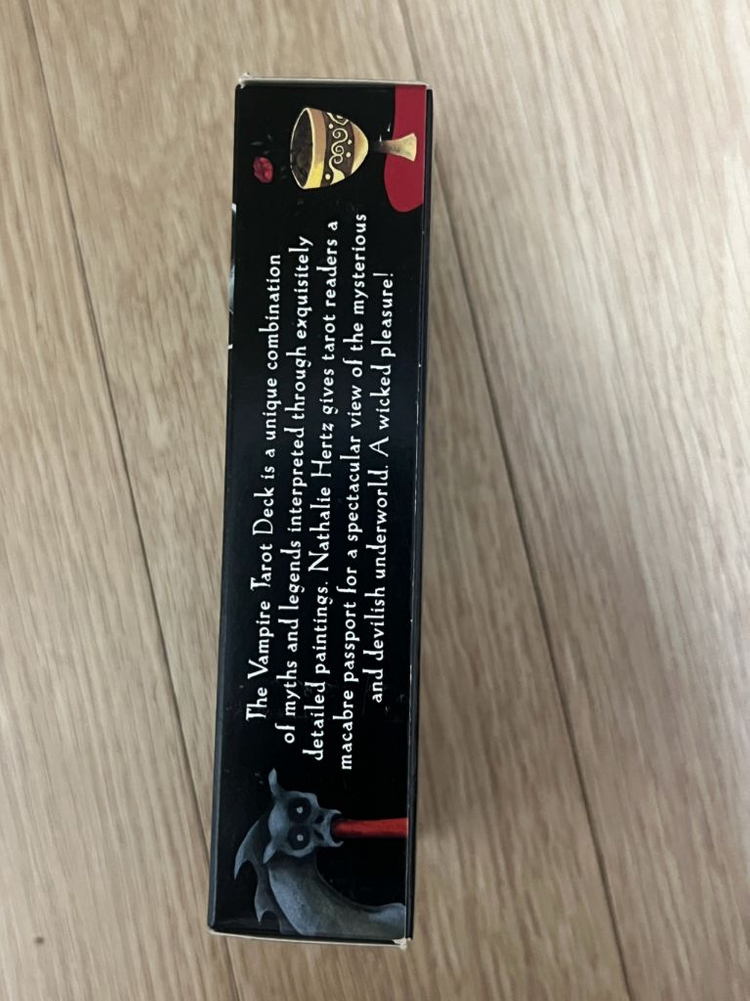 The Vampire Tarot Deck is a unique combination
of myths and legends interpreted through exquisitely
detailed paintings. Nathalie Hertz gives tarot readers a
macabre passport for a spectacular view of the mysterious
and devilish underworld. A wicked pleasure!